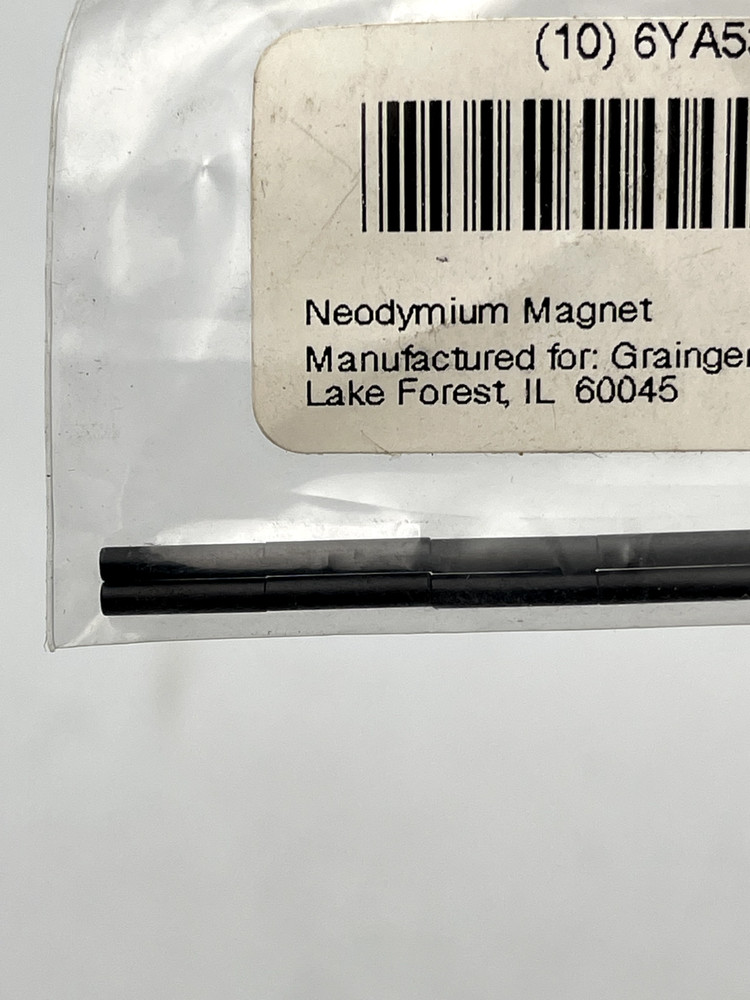 (10) 6YA5
Neodymium Magnet
Manufactured for: Grainger
Lake Forest, IL 60045